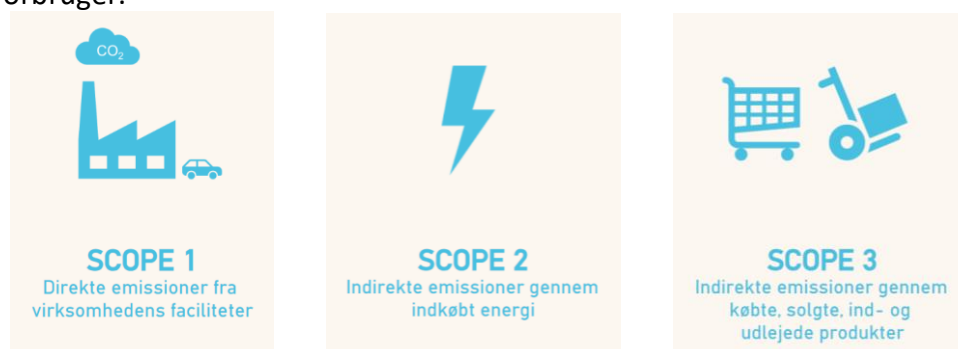 CO₂
SCOPE 1
Direkte emissioner fra
virksomhedens faciliteter
SCOPE 2
Indirekte emissioner gennem
indkøbt energi
SCOPE 3
Indirekte emissioner gennem
købte, solgte, ind- og
udlejede produkter